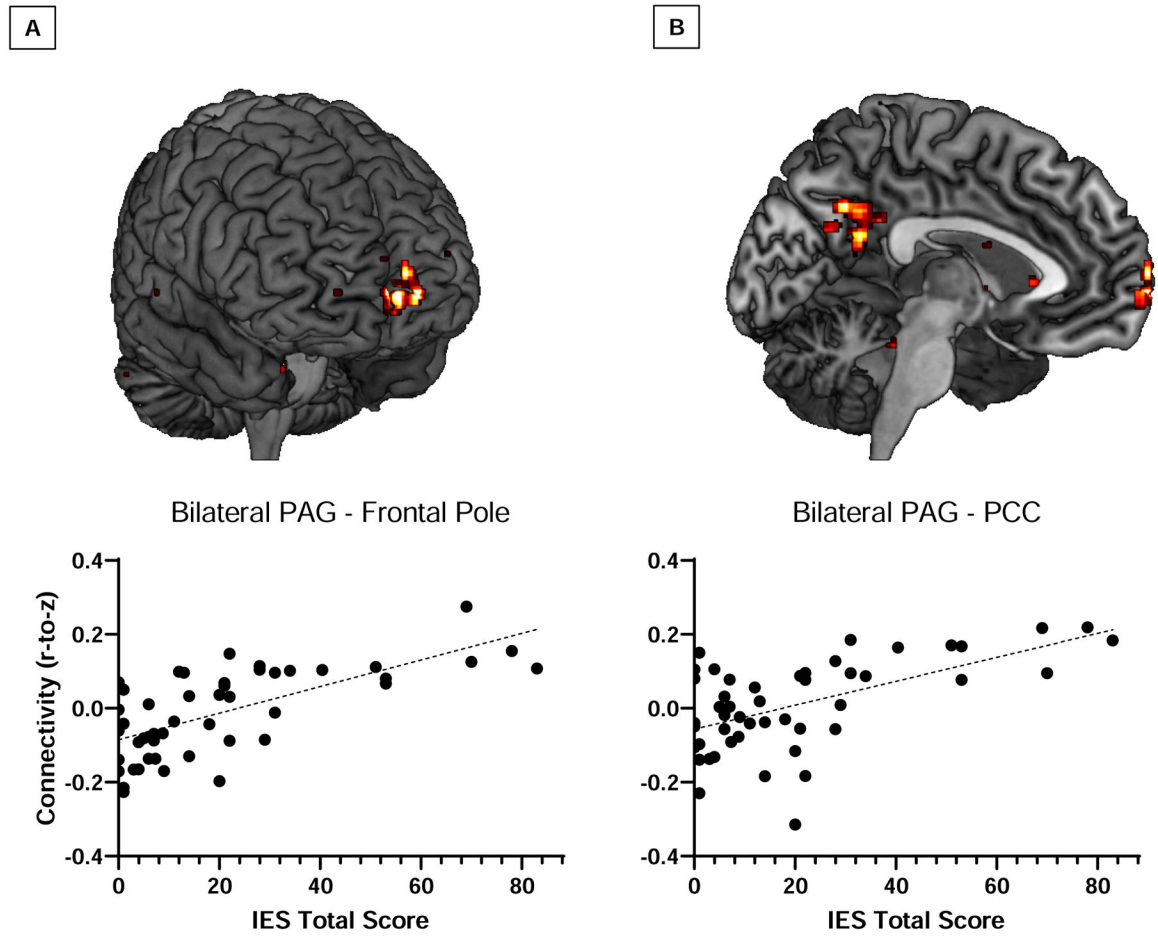 A
B
Bilateral PAG - Frontal Pole
0.4
0.2
0.0
-0.2
-0.4
Connectivity (r-to-z)
0 20 40 60 80
IES Total Score
Bilateral PAG - PCC
0.4
0.2
0.0
-0.2
-0.4
0 20 40 60 80
IES Total Score